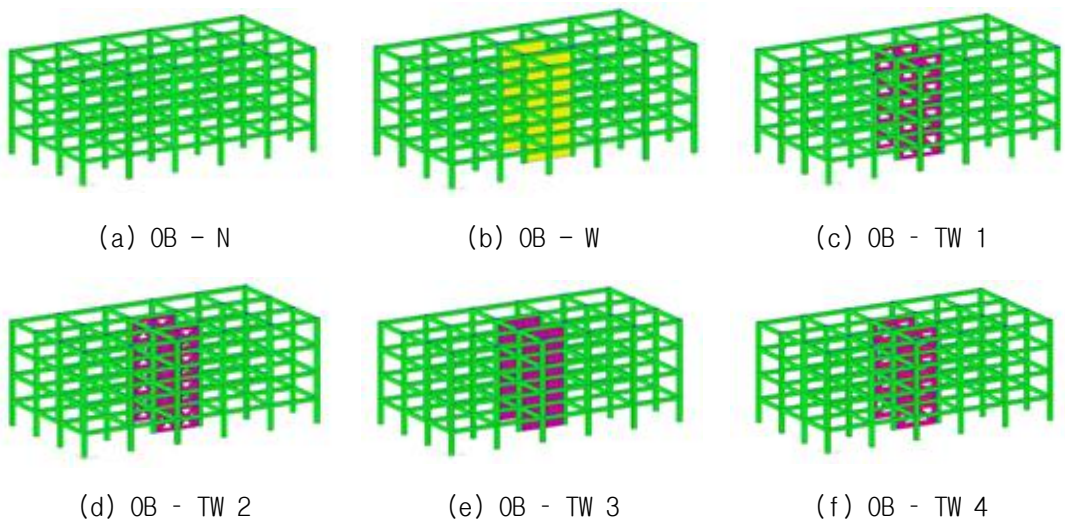 (a) OB – N
(b) OB – W
(c) OB - TW 1
(d) OB - TW 2
(e) OB - TW 3
(f) OB - TW 4